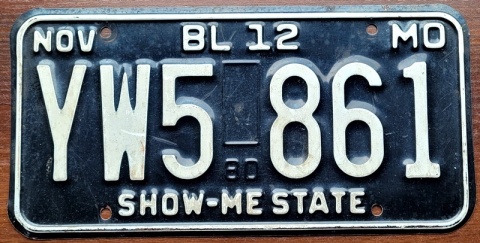 NOV BL 12 MO
YW5 861
80
SHOW-ME STATE